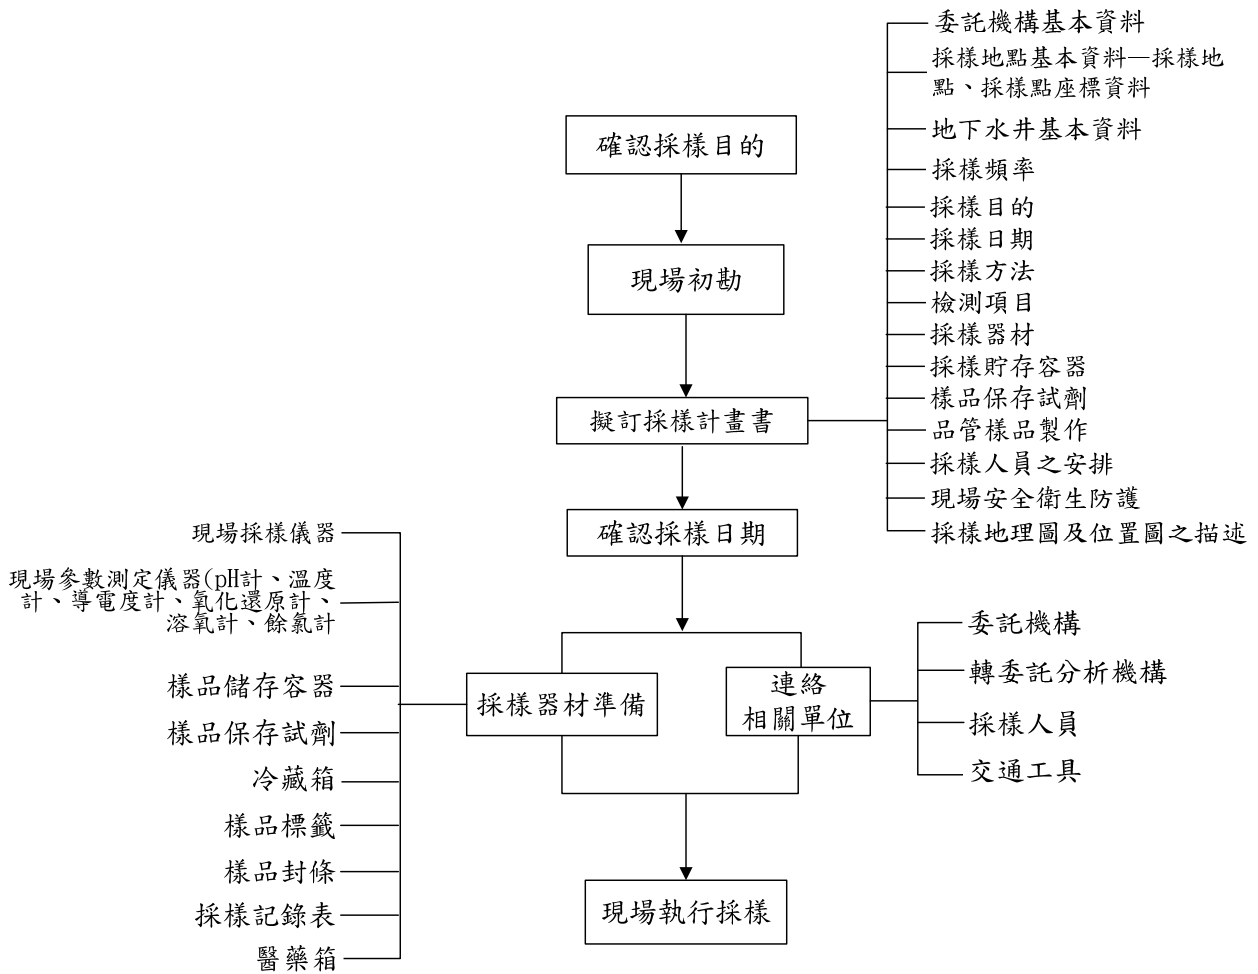 確認採樣目的
現場初勘
擬訂採樣計畫書
委託機構基本資料
採樣地點基本資料—採樣地
點、採樣點座標資料
地下水井基本資料
採樣頻率
採樣目的
採樣日期
採樣方法
檢測項目
採樣器材
採樣貯存容器
樣品保存試劑
品管樣品製作
採樣人員之安排
現場安全衛生防護
採樣地理圖及位置圖之描述
確認採樣日期
採樣器材準備
現場採樣儀器
現場參數測定儀器(pH計、溫度
計、導電度計、氧化還原計、
溶氧計、餘氯計
樣品儲存容器
樣品保存試劑
冷藏箱
樣品標籤
樣品封條
採樣記錄表
醫藥箱
連絡
相關單位
委託機構
轉委託分析機構
採樣人員
交通工具
現場執行採樣